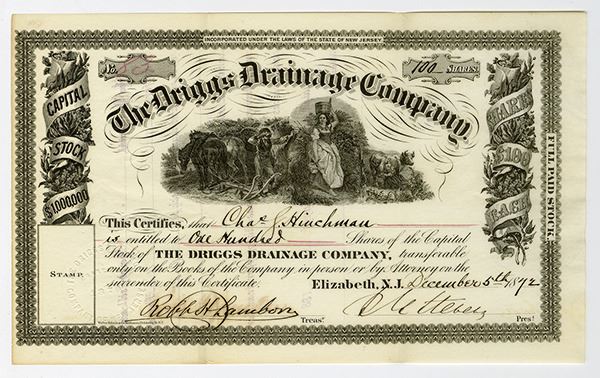 INCORPORATED UNDER THE LAWS OF THE STATE OF NEW JERSEY
No. 100 SHARES
The Driggs Drainage Company,
CAPITAL
STOCK
$1,000,000
SHARES
$100
EACH
FULL PAID STOCK.
This Certifies, that Chas J. Hinchman
is entitled to One Hundred Shares of the Capital
Stock of THE DRIGGS DRAINAGE COMPANY, transferable
only on the Books of the Company in person or by Attorney on the
surrender of this Certificate.
Elizabeth, N.J. December 5th 1872
STAMP.
Treasr.
Prest.